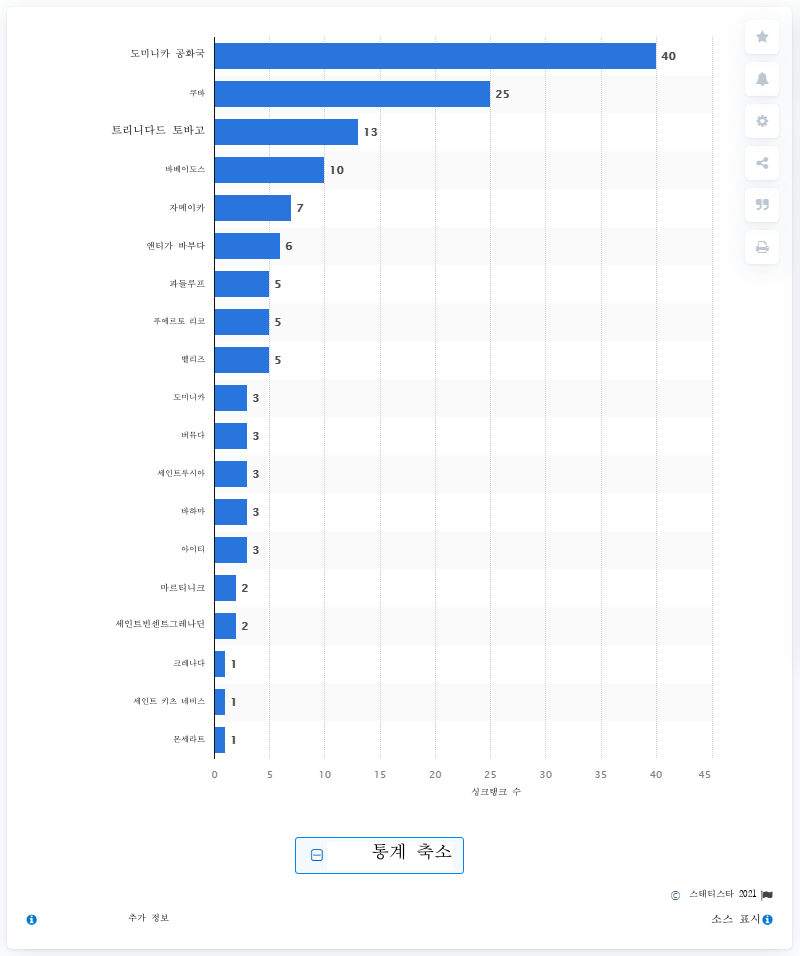 도미니카 공화국 40
쿠바 25
트리니다드 토바고 13
바베이도스 10
자메이카 7
앤티가 바부다 6
과들루프 5
푸에르토 리코 5
벨리즈 5
도미니카 3
버뮤다 3
세인트루시아 3
바하마 3
아이티 3
마르티니크 2
세인트빈센트그레나딘 2
그레나다 1
세인트 키츠 네비스 1
몬세라트 1
0 5 10 15 20 25 30 35 40 45
싱크탱크 수
통계 축소
© 스태티스타 2021
추가 정보 소스 표시